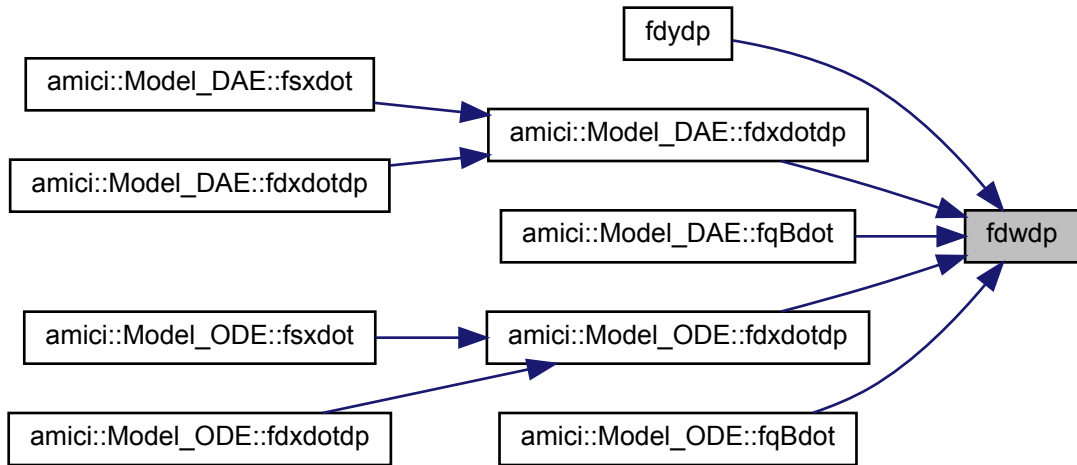 fdydp
amici::Model_DAE::fsxdot
amici::Model_DAE::fdxdotdp
amici::Model_DAE::fdxdotdp
amici::Model_DAE::fqBdot
fdwdp
amici::Model_ODE::fsxdot
amici::Model_ODE::fdxdotdp
amici::Model_ODE::fdxdotdp
amici::Model_ODE::fqBdot